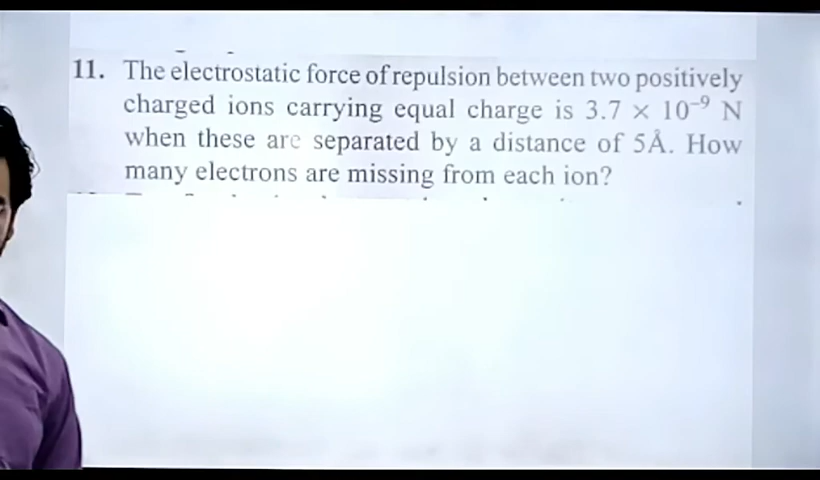 11. The electrostatic force of repulsion between two positively
charged ions carrying equal charge is 3.7 × 10⁻⁹ N
when these are separated by a distance of 5Å. How
many electrons are missing from each ion?